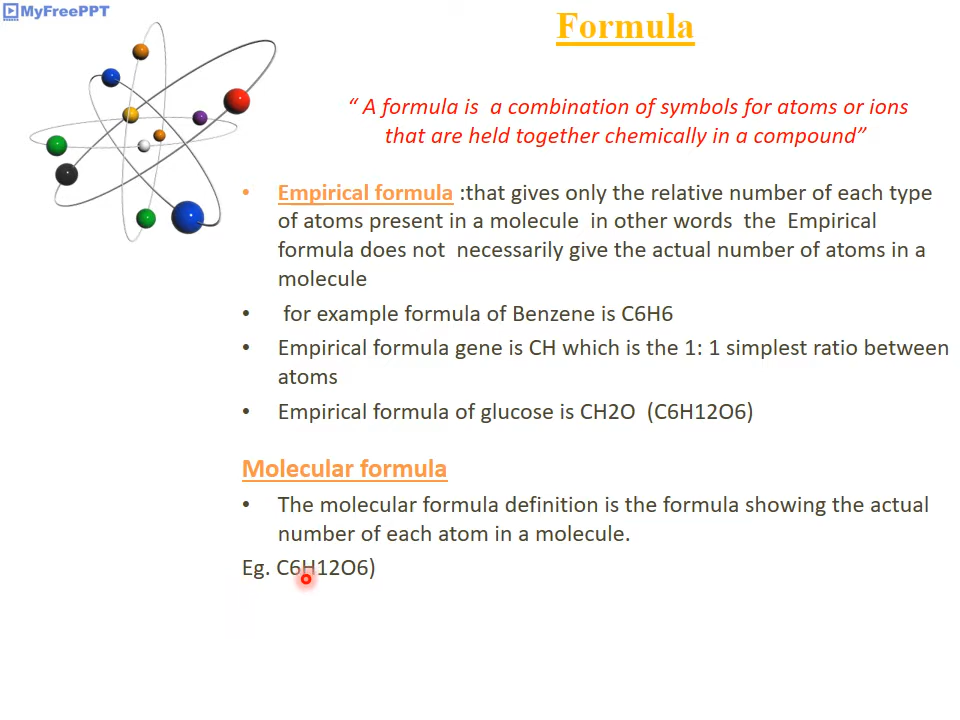 MyFreePPT
Formula
“ A formula is a combination of symbols for atoms or ions
that are held together chemically in a compound”
• Empirical formula :that gives only the relative number of each type
of atoms present in a molecule in other words the Empirical
formula does not necessarily give the actual number of atoms in a
molecule
• for example formula of Benzene is C6H6
• Empirical formula gene is CH which is the 1: 1 simplest ratio between
atoms
• Empirical formula of glucose is CH2O (C6H12O6)
Molecular formula
• The molecular formula definition is the formula showing the actual
number of each atom in a molecule.
Eg. C6H12O6)